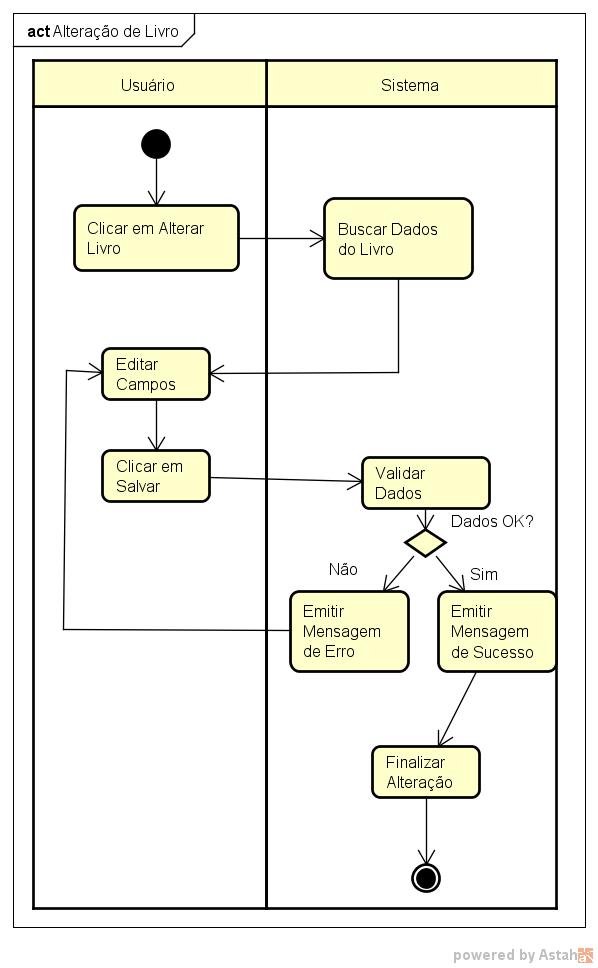 act Alteração de Livro
Usuário
Sistema
Clicar em Alterar
Livro
Buscar Dados
do Livro
Editar
Campos
Clicar em
Salvar
Validar
Dados
Dados OK?
Não
Sim
Emitir
Mensagem
de Erro
Emitir
Mensagem
de Sucesso
Finalizar
Alteração
powered by Astah